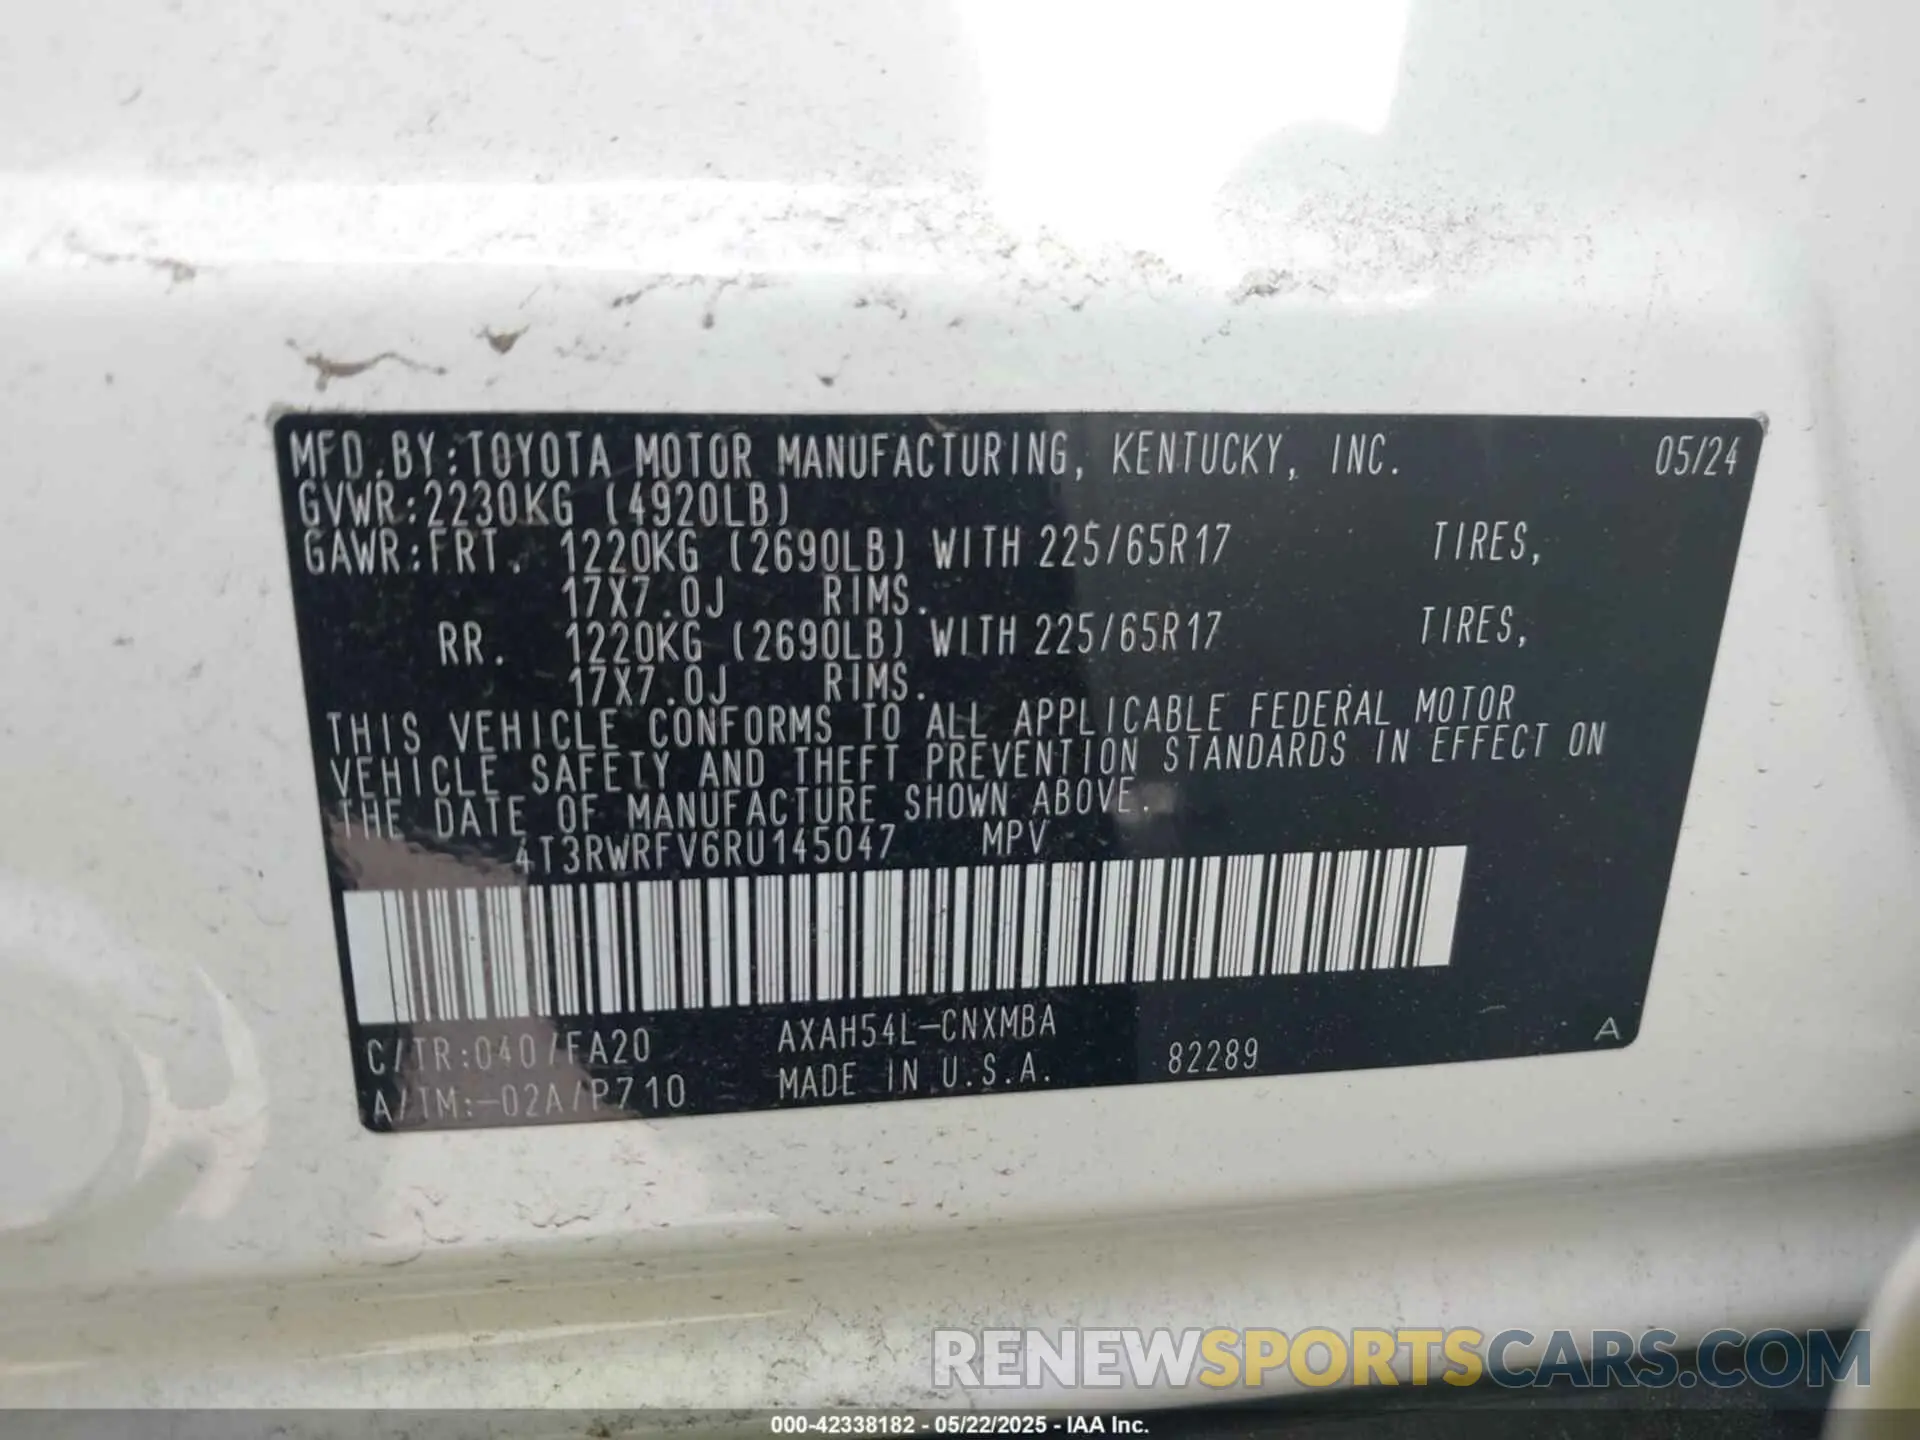 MFD.BY:TOYOTA MOTOR MANUFACTURING, KENTUCKY, INC. 05/24
GVWR:2230KG (4920LB)
GAWR:FRT. 1220KG (2690LB) WITH 225/65R17 TIRES,
17X7.0J RIMS.
RR. 1220KG (2690LB) WITH 225/65R17 TIRES,
17X7.0J RIMS.
THIS VEHICLE CONFORMS TO ALL APPLICABLE FEDERAL MOTOR
VEHICLE SAFETY AND THEFT PREVENTION STANDARDS IN EFFECT ON
THE DATE OF MANUFACTURE SHOWN ABOVE.
4T3RWRFV6RU145047 MPV
C/TR:040/FA20 AXAH54L-CNXMBA A
A/TM:-02A/P710 MADE IN U.S.A. 82289
RENEWSPORTSCARS.COM
000-42338182 - 05/22/2025 - IAA Inc.